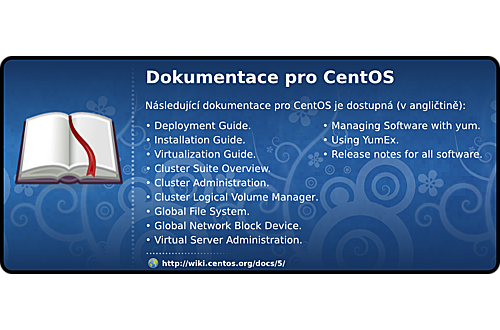 Dokumentace pro CentOS
Následující dokumentace pro CentOS je dostupná (v angličtině):
• Deployment Guide.
• Installation Guide.
• Virtualization Guide.
• Cluster Suite Overview.
• Cluster Administration.
• Cluster Logical Volume Manager.
• Global File System.
• Global Network Block Device.
• Virtual Server Administration.
• Managing Software with yum.
• Using YumEx.
• Release notes for all software.
http://wiki.centos.org/docs/5/